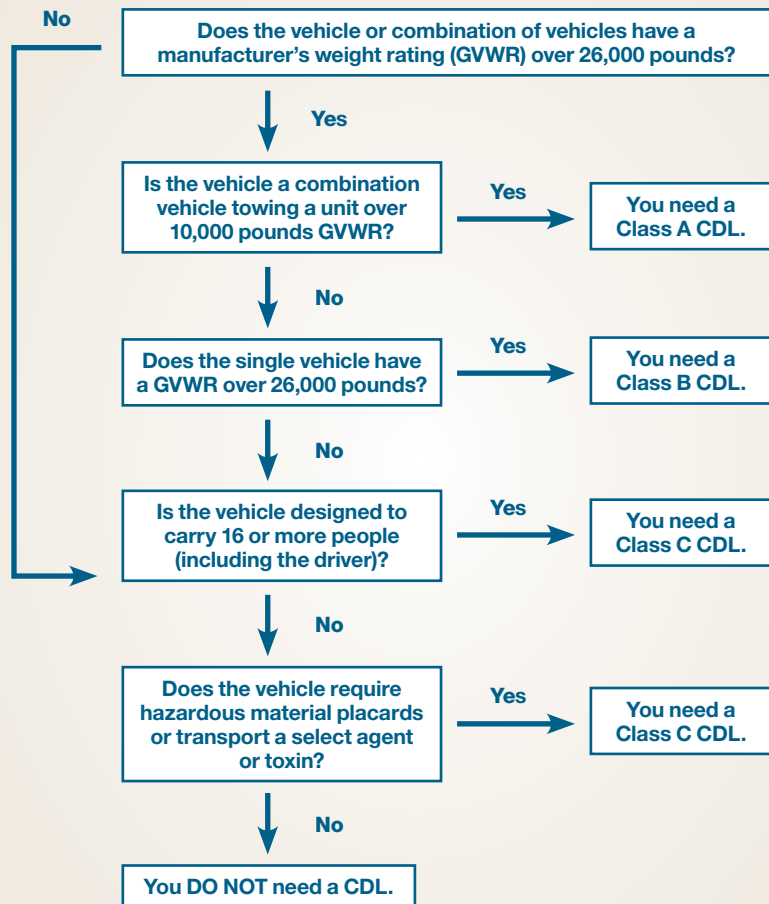 No
Does the vehicle or combination of vehicles have a
manufacturer’s weight rating (GVWR) over 26,000 pounds?
Yes
Is the vehicle a combination
vehicle towing a unit over
10,000 pounds GVWR?
Yes
You need a
Class A CDL.
No
Does the single vehicle have
a GVWR over 26,000 pounds?
Yes
You need a
Class B CDL.
No
Is the vehicle designed to
carry 16 or more people
(including the driver)?
Yes
You need a
Class C CDL.
No
Does the vehicle require
hazardous material placards
or transport a select agent
or toxin?
Yes
You need a
Class C CDL.
No
You DO NOT need a CDL.